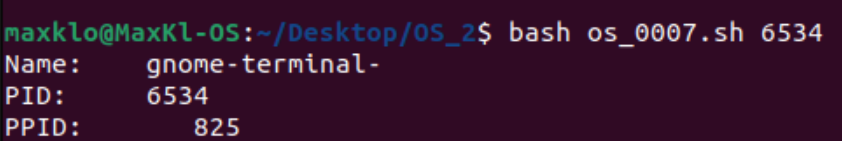 maxklo@MaxKl-OS:~/Desktop/OS_2$ bash os_0007.sh 6534
Name:    gnome-terminal-
PID:     6534
PPID:       825